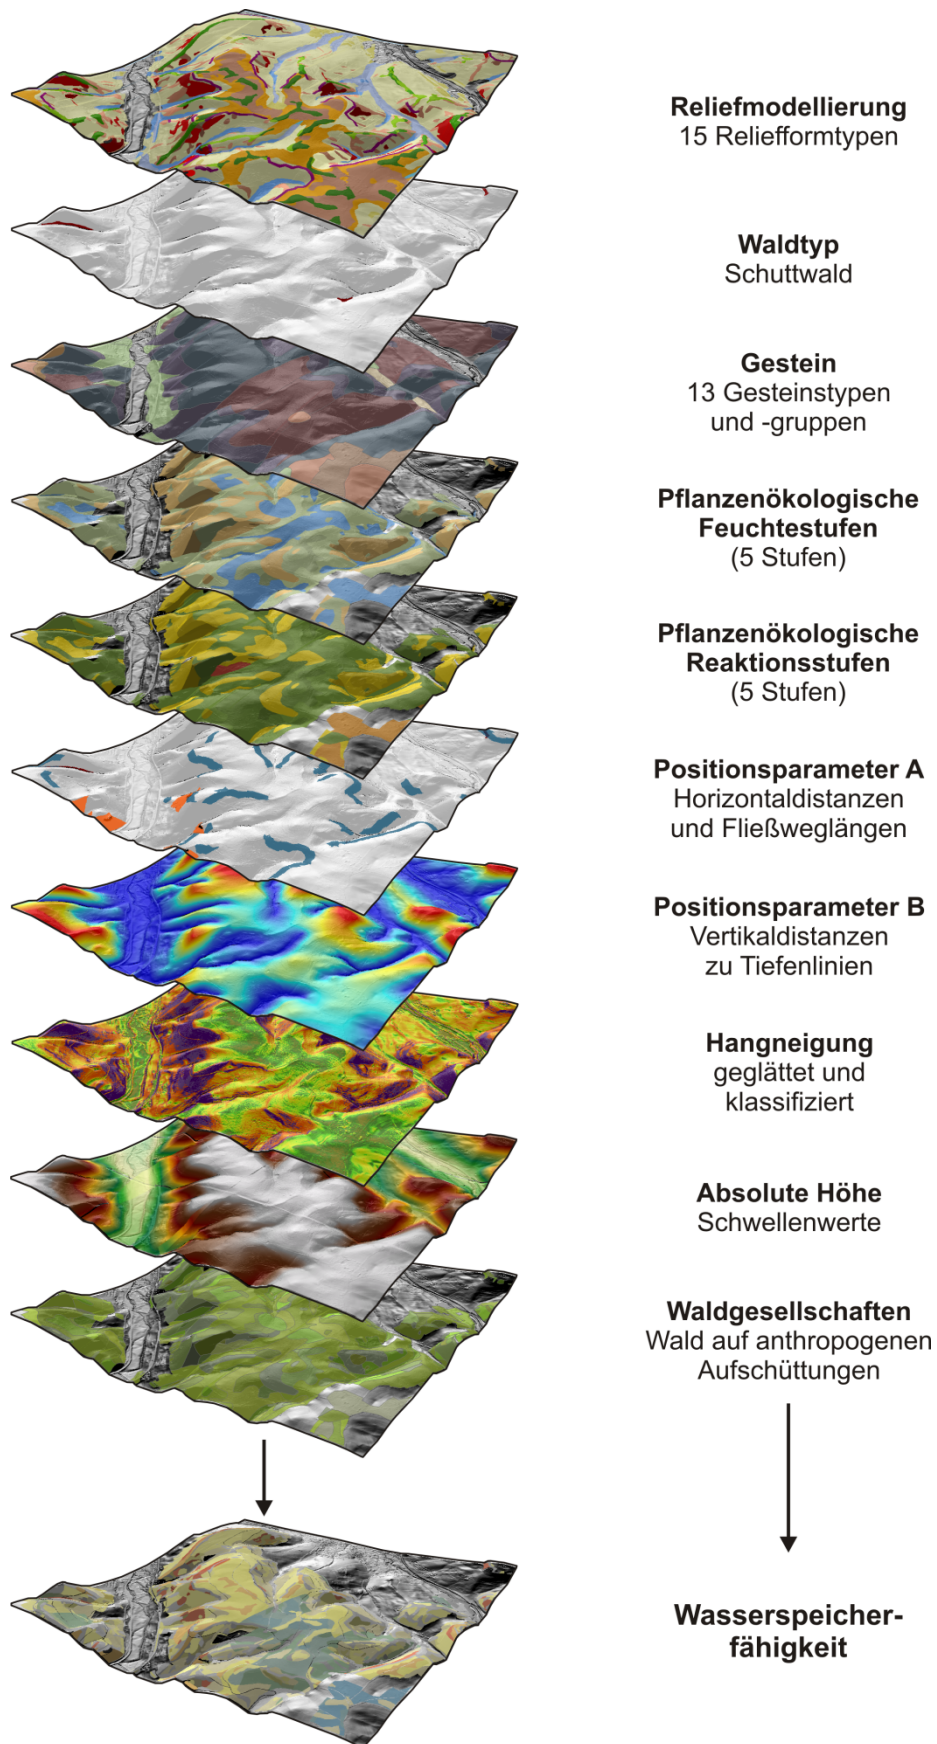 Reliefmodellierung
15 Reliefformtypen
Waldtyp
Schuttwald
Gestein
13 Gesteinstypen
und -gruppen
Pflanzenökologische
Feuchtestufen
(5 Stufen)
Pflanzenökologische
Reaktionsstufen
(5 Stufen)
Positionsparameter A
Horizontaldistanzen
und Fließweglängen
Positionsparameter B
Vertikaldistanzen
zu Tiefenlinien
Hangneigung
geglättet und
klassifiziert
Absolute Höhe
Schwellenwerte
Waldgesellschaften
Wald auf anthropogenen
Aufschüttungen
Wasserspeicher-
fähigkeit